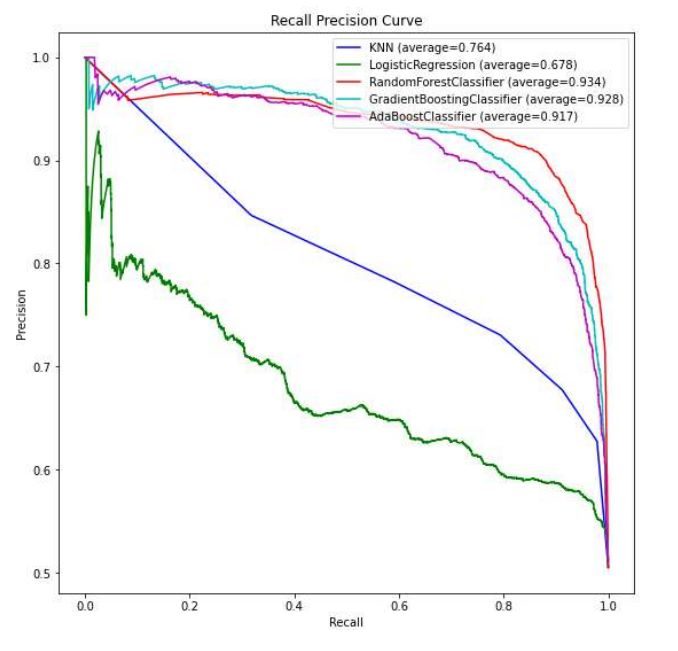 Recall Precision Curve
KNN (average=0.764)
LogisticRegression (average=0.678)
RandomForestClassifier (average=0.934)
GradientBoostingClassifier (average=0.928)
AdaBoostClassifier (average=0.917)
1.0
0.9
0.8
0.7
0.6
0.5
Precision
0.0 0.2 0.4 0.6 0.8 1.0
Recall